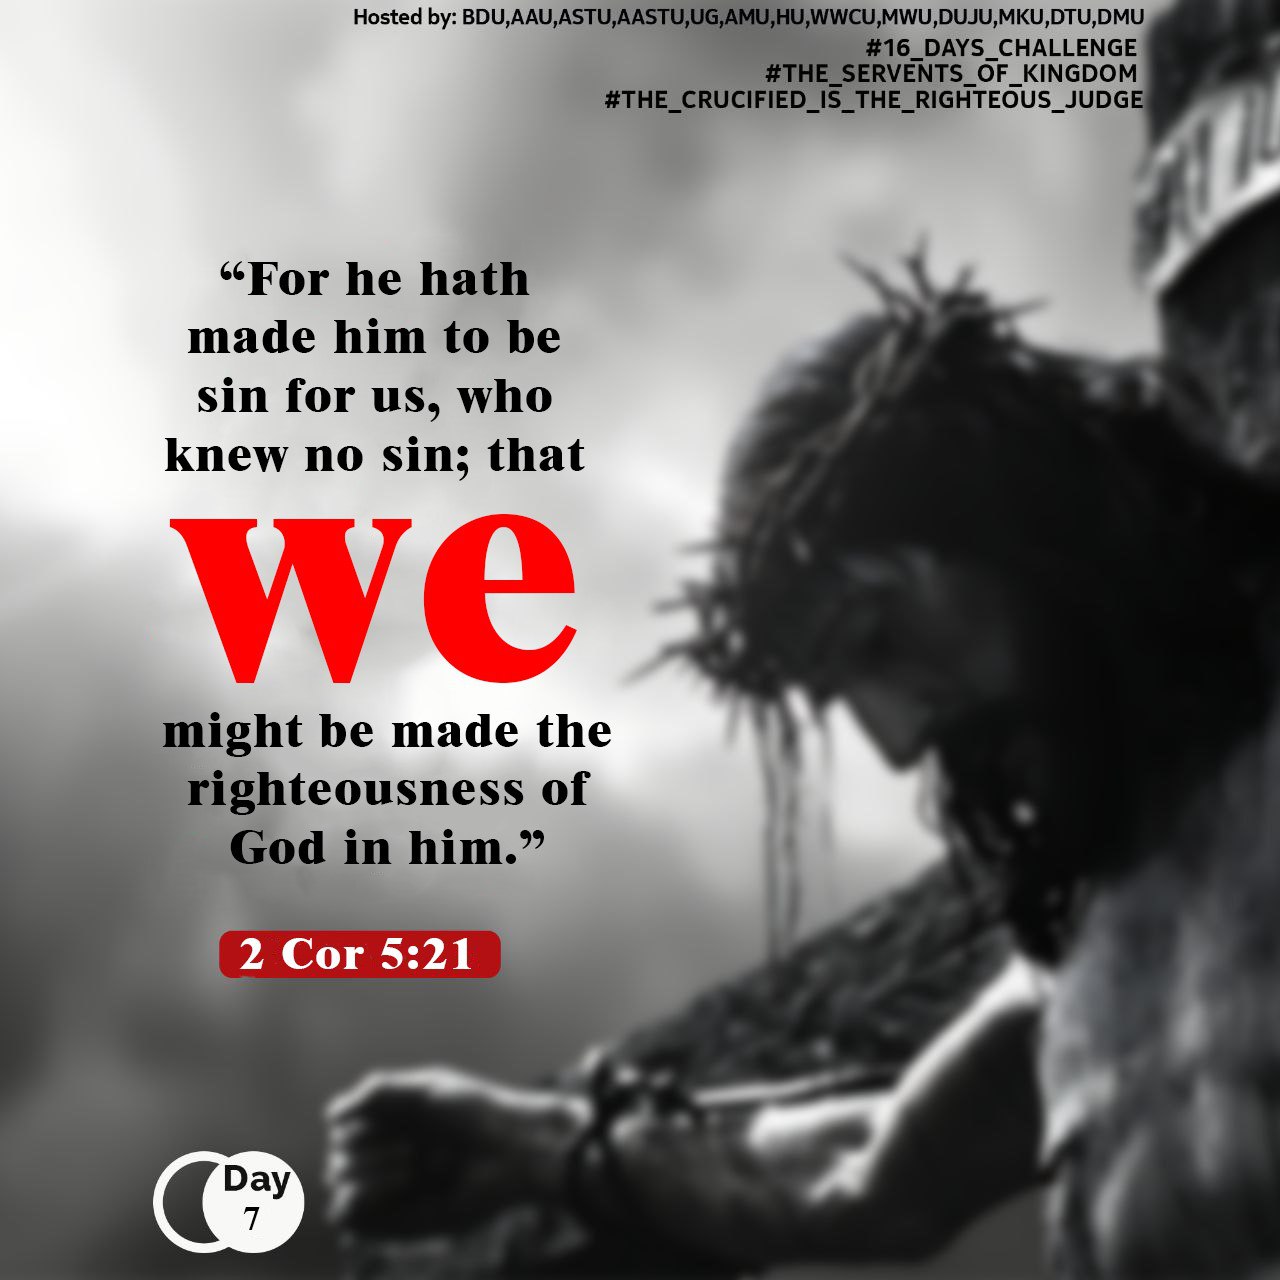 Hosted by: BDU,AAU,ASTU,AASTU,UG,AMU,HU,WWCU,MWU,DUJU,MKU,DTU,DMU
#16_DAYS_CHALLENGE
#THE_SERVENTS_OF_KINGDOM
#THE_CRUCIFIED_IS_THE_RIGHTEOUS_JUDGE
“For he hath
made him to be
sin for us, who
knew no sin; that
we
might be made the
righteousness of
God in him.”
2 Cor 5:21
Day
7